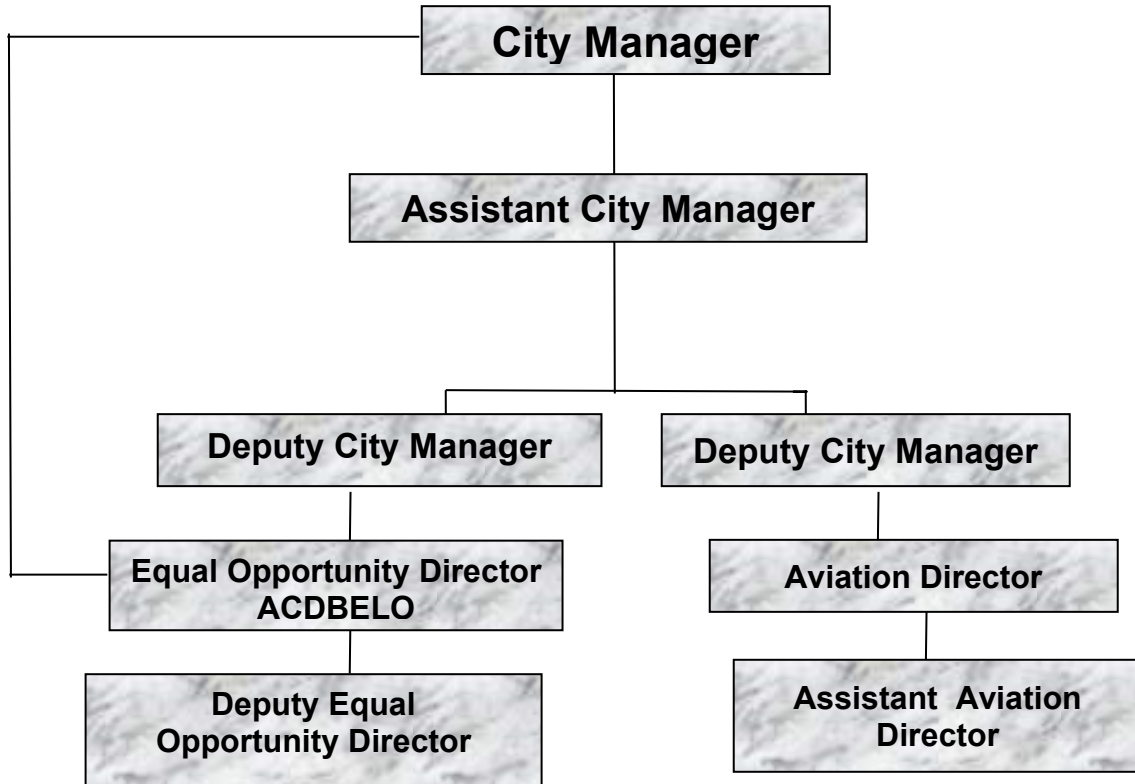 City Manager
Assistant City Manager
Deputy City Manager
Deputy City Manager
Equal Opportunity Director
ACDBELO
Aviation Director
Deputy Equal
Opportunity Director
Assistant Aviation
Director